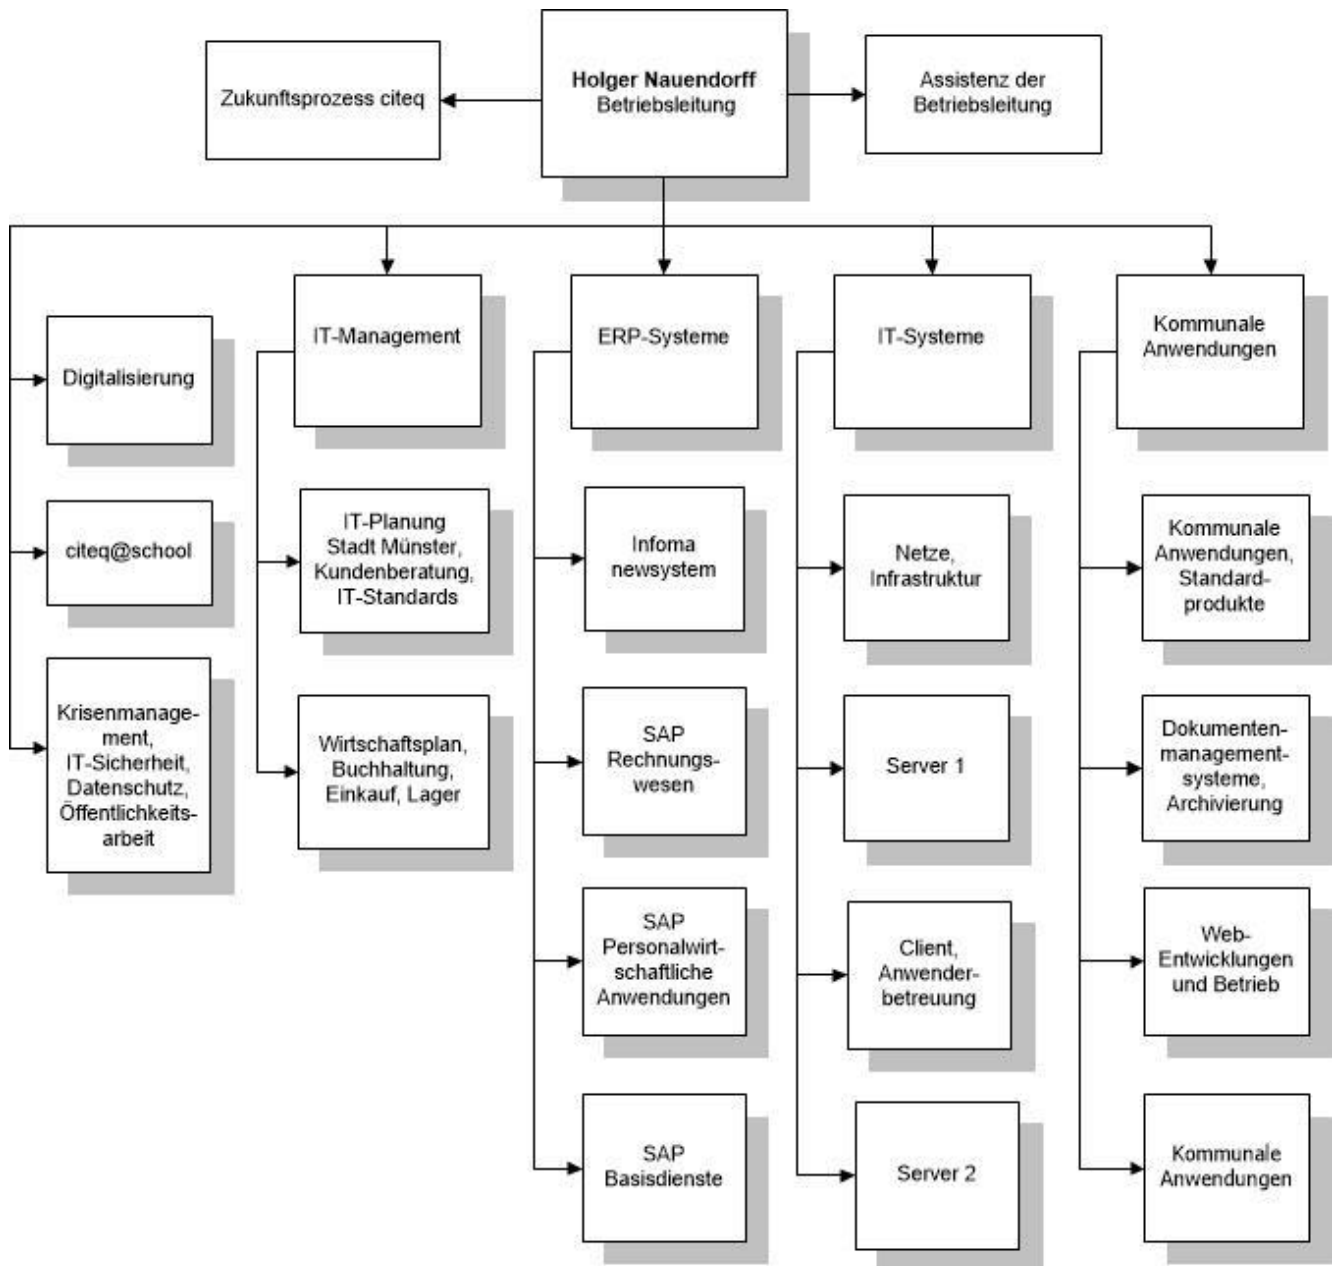 Zukunftsprozess citeq
Holger Nauendorff
Betriebsleitung
Assistenz der
Betriebsleitung
Digitalisierung
citeq@school
Krisenmanage-
ment,
IT-Sicherheit,
Datenschutz,
Öffentlichkeits-
arbeit
IT-Management
IT-Planung
Stadt Münster,
Kundenberatung,
IT-Standards
Wirtschaftsplan,
Buchhaltung,
Einkauf, Lager
ERP-Systeme
Infoma
newsystem
SAP
Rechnungs-
wesen
SAP
Personalwirt-
schaftliche
Anwendungen
SAP
Basisdienste
IT-Systeme
Netze,
Infrastruktur
Server 1
Client,
Anwender-
betreuung
Server 2
Kommunale
Anwendungen
Kommunale
Anwendungen,
Standard-
produkte
Dokumenten-
management-
systeme,
Archivierung
Web-
Entwicklungen
und Betrieb
Kommunale
Anwendungen